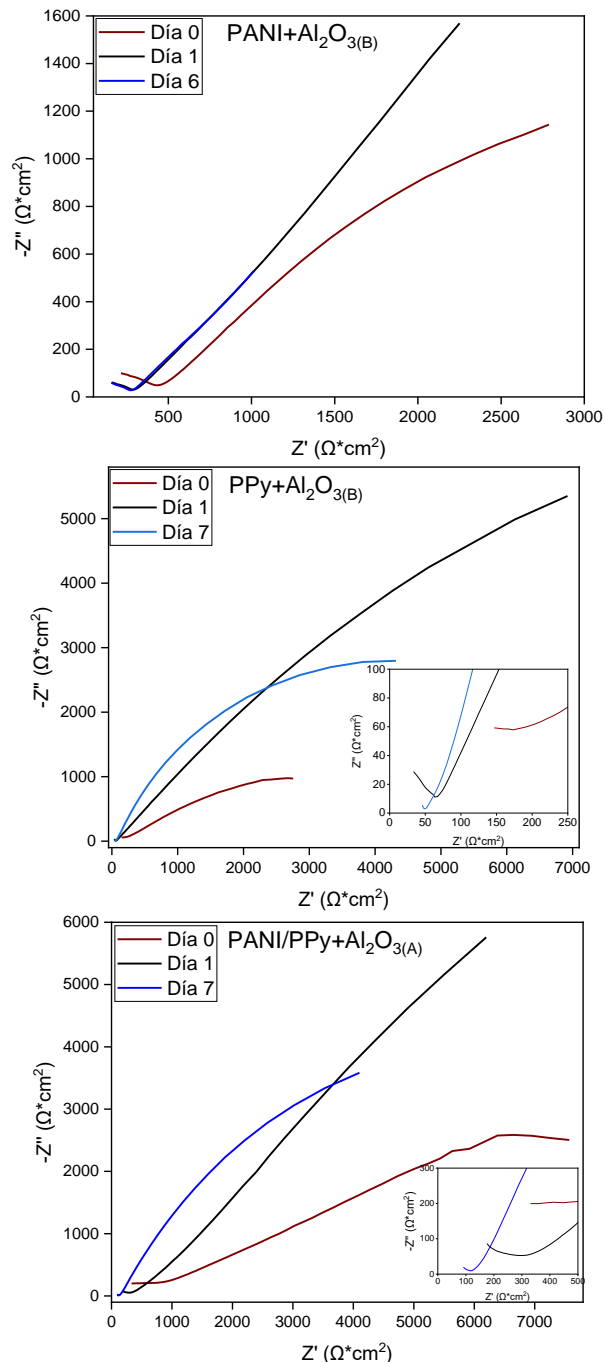 PANI+Al₂O₃(B)
Día 0
Día 1
Día 6
1600
1400
1200
1000
800
600
400
200
0
-Z'' (Ω*cm²)
500 1000 1500 2000 2500 3000
Z' (Ω*cm²)
PPy+Al₂O₃(B)
Día 0
Día 1
Día 7
5000
4000
3000
2000
1000
0
-Z'' (Ω*cm²)
100
80
60
40
20
0
Z'' (Ω*cm²)
0 50 100 150 200 250
Z' (Ω*cm²)
0 1000 2000 3000 4000 5000 6000 7000
Z' (Ω*cm²)
PANI/PPy+Al₂O₃(A)
Día 0
Día 1
Día 7
6000
5000
4000
3000
2000
1000
0
-Z'' (Ω*cm²)
300
200
100
0
-Z'' (Ω*cm²)
0 100 200 300 400 500
Z' (Ω*cm²)
0 1000 2000 3000 4000 5000 6000 7000
Z' (Ω*cm²)